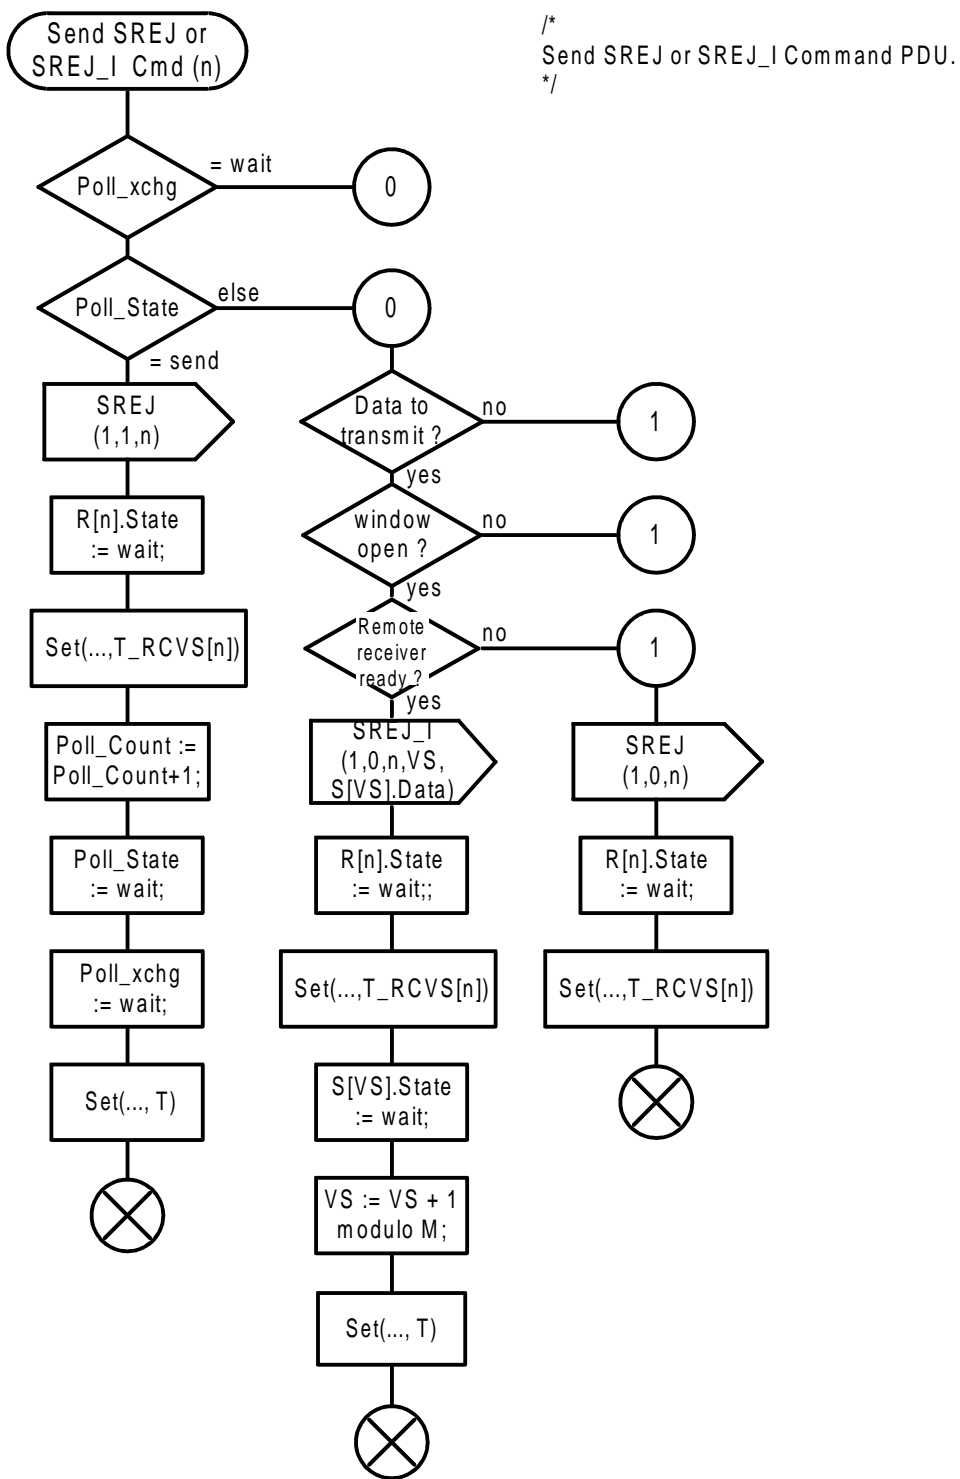 Send SREJ or
SREJ_I Cmd (n)
/*
Send SREJ or SREJ_I Command PDU.
*/
Poll_xchg
= wait
0
Poll_State
else
0
= send
SREJ
(1,1,n)
R[n].State
:= wait;
Set(...,T_RCVS[n])
Poll_Count :=
Poll_Count+1;
Poll_State
:= wait;
Poll_xchg
:= wait;
Set(..., T)
Data to
transmit ?
no
1
yes
window
open ?
no
1
yes
Remote
receiver
ready ?
no
1
yes
SREJ_I
(1,0,n,VS,
S[VS].Data)
R[n].State
:= wait;;
Set(...,T_RCVS[n])
S[VS].State
:= wait;
VS := VS + 1
modulo M;
Set(..., T)
SREJ
(1,0,n)
R[n].State
:= wait;
Set(...,T_RCVS[n])